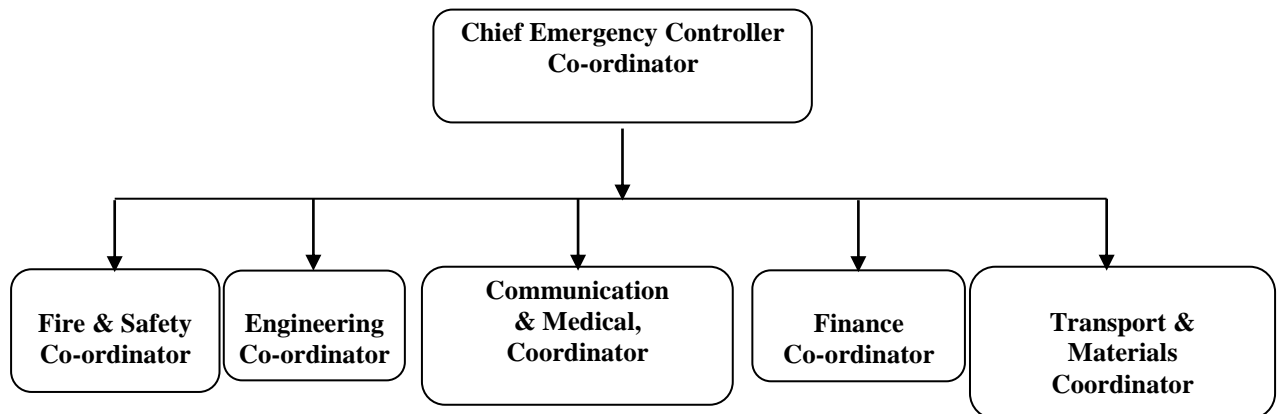 Chief Emergency Controller
Co-ordinator
Fire & Safety
Co-ordinator
Engineering
Co-ordinator
Communication
& Medical,
Coordinator
Finance
Co-ordinator
Transport &
Materials
Coordinator